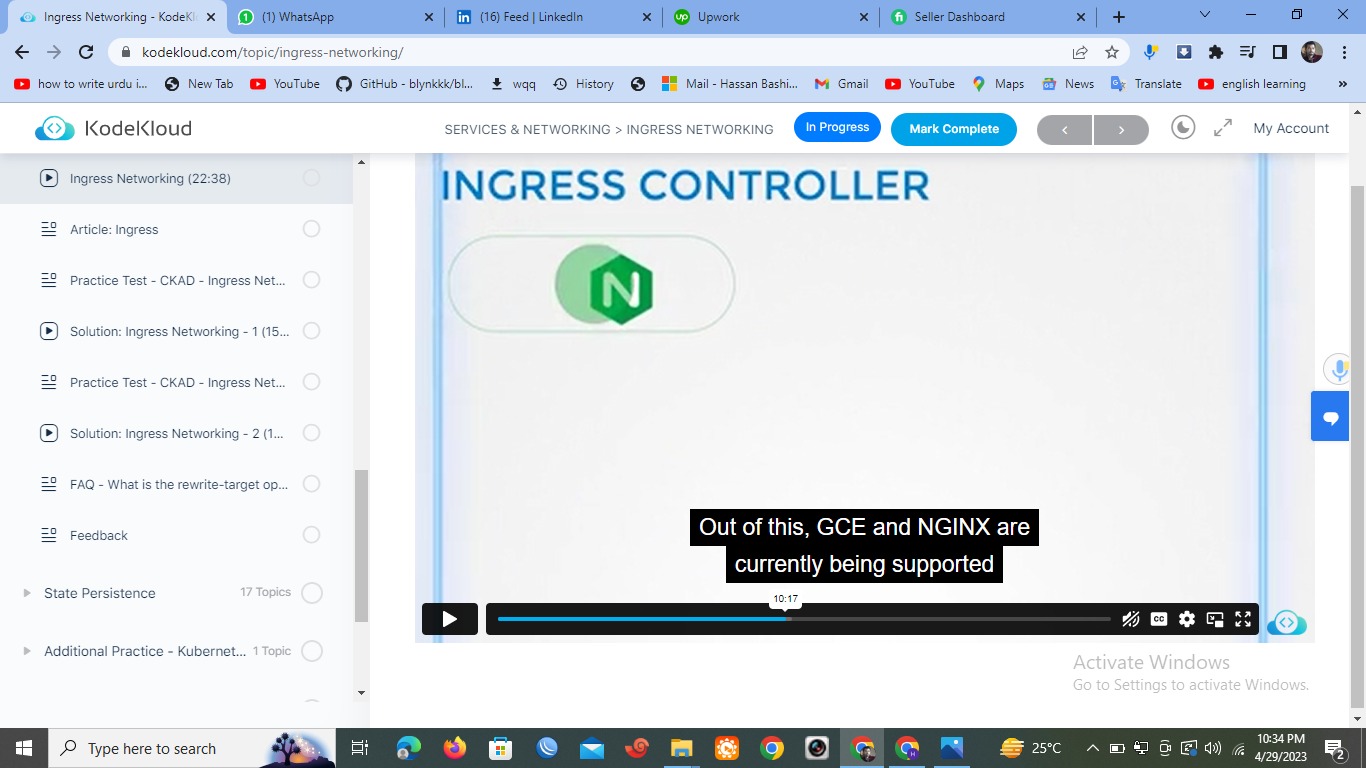 Ingress Networking - KodeKl
(1) WhatsApp
(16) Feed | LinkedIn
Upwork
Seller Dashboard
kodekloud.com/topic/ingress-networking/
how to write urdu i...
New Tab
YouTube
GitHub - blynkkk/bl...
wqq
History
Mail - Hassan Bashi...
Gmail
YouTube
Maps
News
Translate
english learning
»
KodeKloud
SERVICES & NETWORKING > INGRESS NETWORKING
In Progress
Mark Complete
My Account
Ingress Networking (22:38)
Article: Ingress
Practice Test - CKAD - Ingress Net...
Solution: Ingress Networking - 1 (15...
Practice Test - CKAD - Ingress Net...
Solution: Ingress Networking - 2 (1...
FAQ - What is the rewrite-target op...
Feedback
State Persistence
17 Topics
Additional Practice - Kubernet...
1 Topic
INGRESS CONTROLLER
N
Out of this, GCE and NGINX are
currently being supported
10:17
CC
Activate Windows
Go to Settings to activate Windows.
Type here to search
25°C
10:34 PM
4/29/2023
2